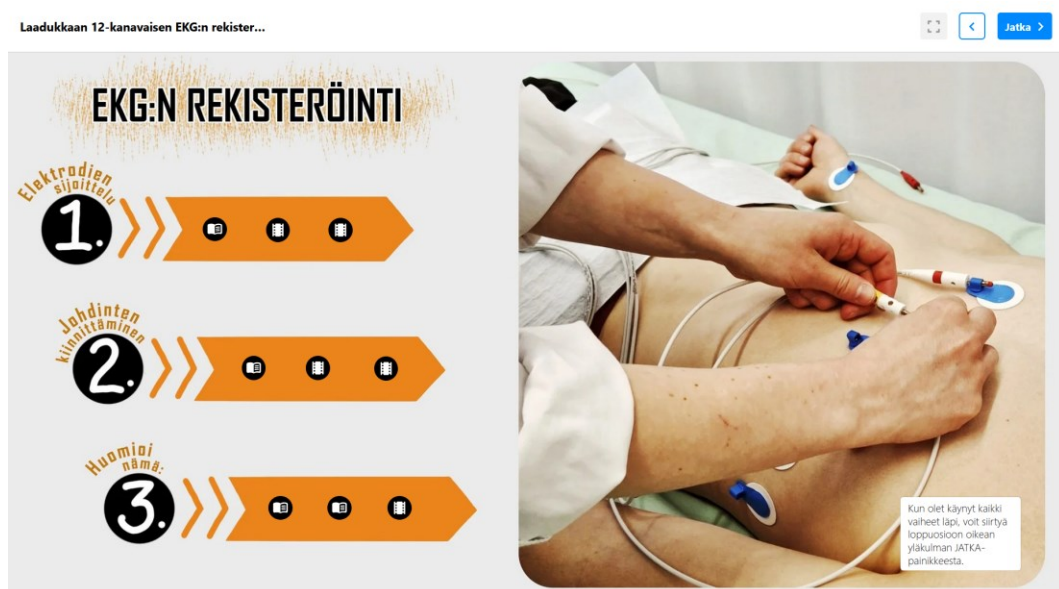 Laadukkaan 12-kanavaisen EKG:n rekister...
Jatka
EKG:N REKISTERÖINTI
Elektrodien
sijoittelu
1.
Johdinten
kiinnittäminen
2.
Huomioi
nämä:
3.
Kun olet käynyt kaikki
vaiheet läpi, voit siirtyä
loppuosioon oikean
yläkulman JATKA-
painikkeesta.